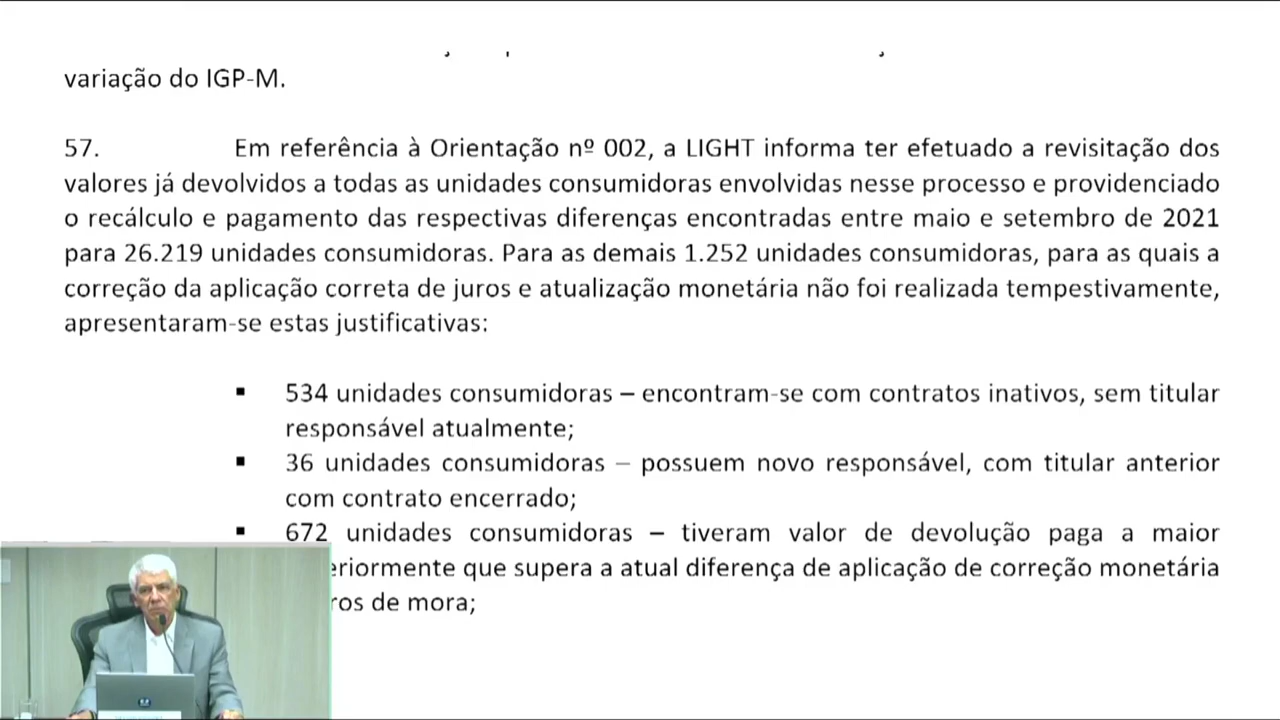 variação do IGP-M.
57. Em referência à Orientação nº 002, a LIGHT informa ter efetuado a revisitação dos
valores já devolvidos a todas as unidades consumidoras envolvidas nesse processo e providenciado
o recálculo e pagamento das respectivas diferenças encontradas entre maio e setembro de 2021
para 26.219 unidades consumidoras. Para as demais 1.252 unidades consumidoras, para as quais a
correção da aplicação correta de juros e atualização monetária não foi realizada tempestivamente,
apresentaram-se estas justificativas:
▪ 534 unidades consumidoras – encontram-se com contratos inativos, sem titular
responsável atualmente;
▪ 36 unidades consumidoras – possuem novo responsável, com titular anterior
com contrato encerrado;
▪ 672 unidades consumidoras – tiveram valor de devolução paga a maior
eriormente que supera a atual diferença de aplicação de correção monetária
ros de mora;